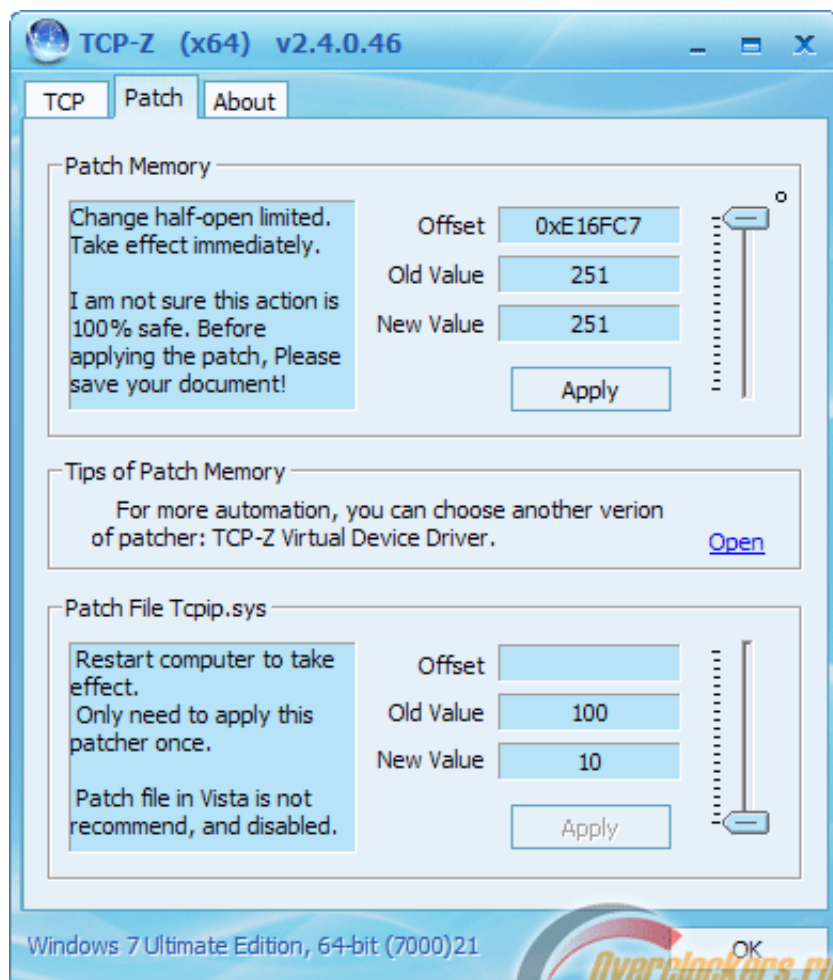 TCP-Z (x64) v2.4.0.46
TCP
Patch
About
Patch Memory
Change half-open limited.
Take effect immediately.
I am not sure this action is
100% safe. Before
applying the patch, Please
save your document!
Offset
0xE16FC7
Old Value
251
New Value
251
Apply
Tips of Patch Memory
For more automation, you can choose another verion
of patcher: TCP-Z Virtual Device Driver.
Open
Patch File Tcpip.sys
Restart computer to take
effect.
Only need to apply this
patcher once.
Patch file in Vista is not
recommend, and disabled.
Offset
Old Value
100
New Value
10
Apply
Windows 7 Ultimate Edition, 64-bit (7000)21
OK